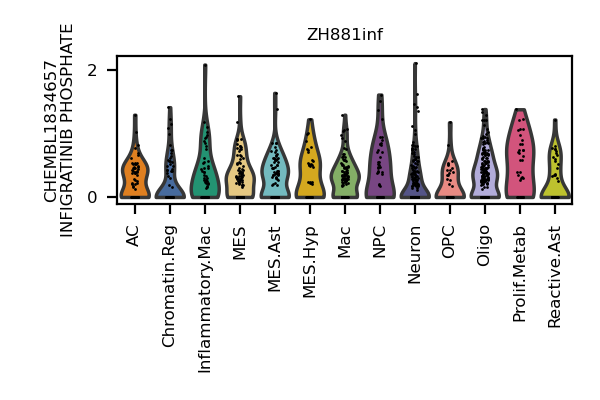 ZH881inf
CHEMBL1834657
INFIGRATINIB PHOSPHATE
2
0
AC
Chromatin.Reg
Inflammatory.Mac
MES
MES.Ast
MES.Hyp
Mac
NPC
Neuron
OPC
Oligo
Prolif.Metab
Reactive.Ast